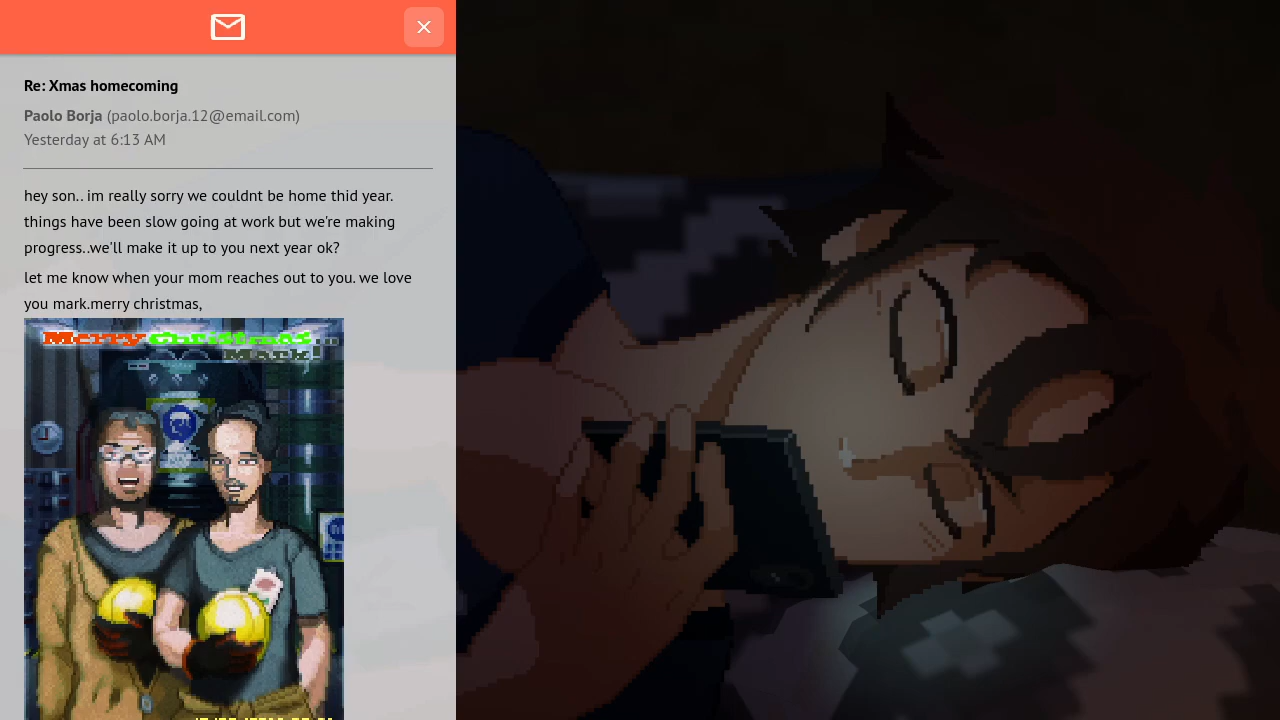 Re: Xmas homecoming
Paolo Borja (paolo.borja.12@email.com)
Yesterday at 6:13 AM
hey son.. im really sorry we couldnt be home thid year.
things have been slow going at work but we're making
progress..we'll make it up to you next year ok?
let me know when your mom reaches out to you. we love
you mark.merry christmas,
Merry Christmas...
Mark!